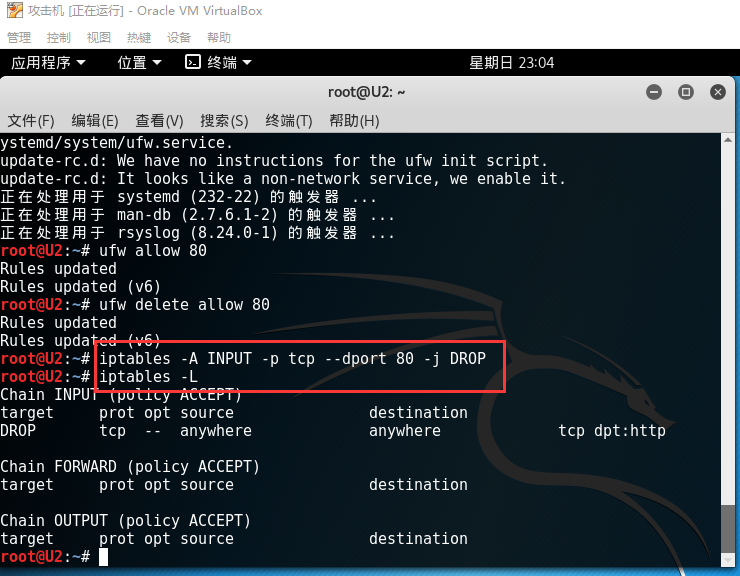 攻击机 [正在运行] - Oracle VM VirtualBox
管理 控制 视图 热键 设备 帮助
应用程序 位置 终端 星期日 23:04
root@U2: ~
文件(F) 编辑(E) 查看(V) 搜索(S) 终端(T) 帮助(H)
ystemd/system/ufw.service.
update-rc.d: We have no instructions for the ufw init script.
update-rc.d: It looks like a non-network service, we enable it.
正在处理用于 systemd (232-22) 的触发器 ...
正在处理用于 man-db (2.7.6.1-2) 的触发器 ...
正在处理用于 rsyslog (8.24.0-1) 的触发器 ...
root@U2:~# ufw allow 80
Rules updated
Rules updated (v6)
root@U2:~# ufw delete allow 80
Rules updated
Rules updated (v6)
root@U2:~# iptables -A INPUT -p tcp --dport 80 -j DROP
root@U2:~# iptables -L
Chain INPUT (policy ACCEPT)
target     prot opt source               destination
DROP       tcp  --  anywhere             anywhere             tcp dpt:http

Chain FORWARD (policy ACCEPT)
target     prot opt source               destination

Chain OUTPUT (policy ACCEPT)
target     prot opt source               destination
root@U2:~#